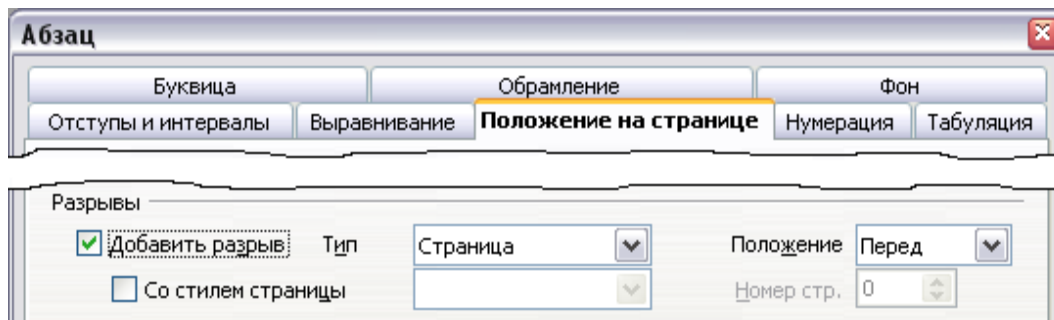 Абзац
Буквица Обрамление Фон
Отступы и интервалы Выравнивание Положение на странице Нумерация Табуляция
Разрывы
Добавить разрыв Тип Страница Положение Перед
Со стилем страницы Номер стр. 0